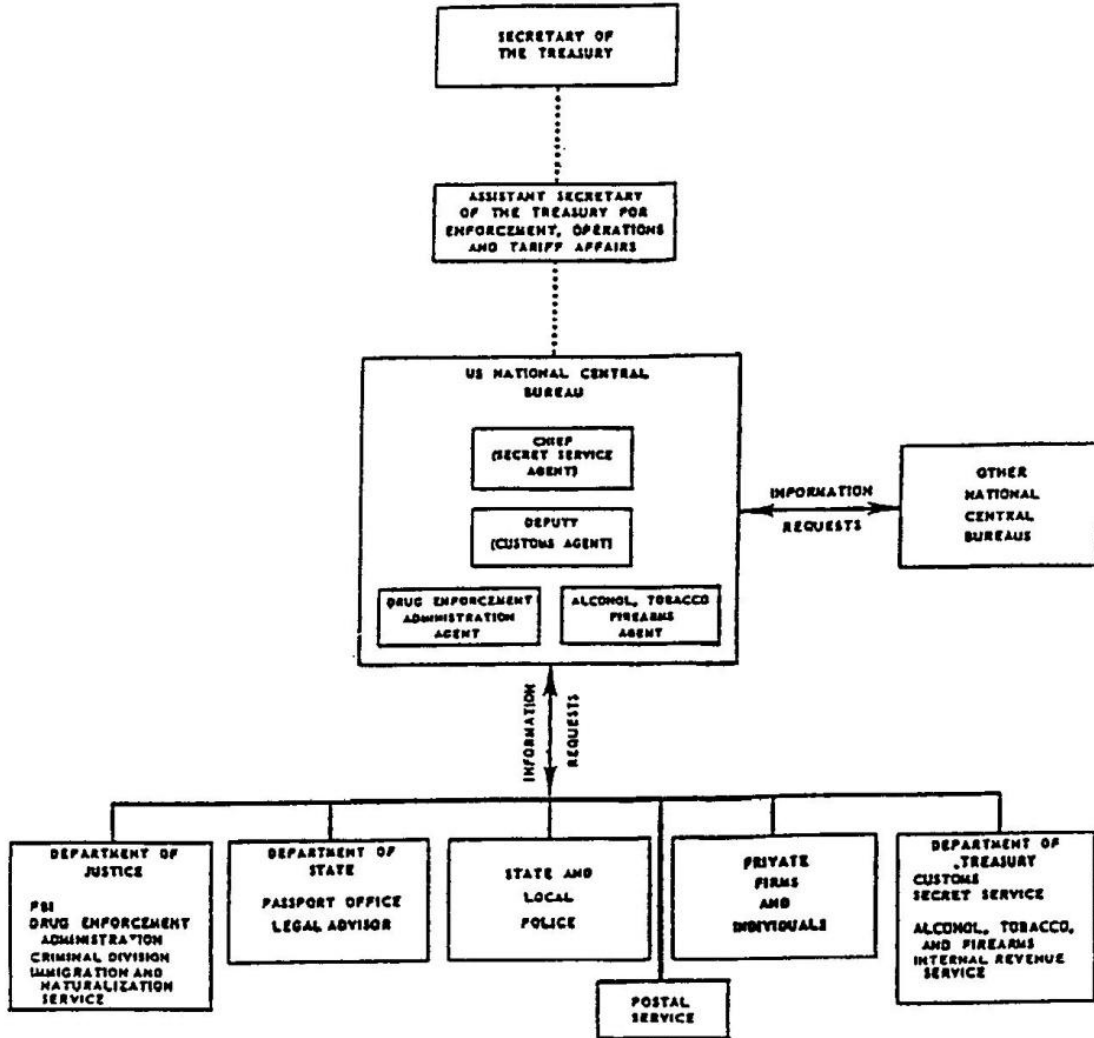 SECRETARY OF
THE TREASURY
ASSISTANT SECRETARY
OF THE TREASURY FOR
ENFORCEMENT, OPERATIONS
AND TARIFF AFFAIRS
US NATIONAL CENTRAL
BUREAU
CHIEF
(SECRET SERVICE
AGENT)
DEPUTY
(CUSTOMS AGENT)
DRUG ENFORCEMENT
ADMINISTRATION
AGENT
ALCOHOL, TOBACCO
FIREARMS
AGENT
INFORMATION
REQUESTS
OTHER
NATIONAL
CENTRAL
BUREAUS
INFORMATION
REQUESTS
DEPARTMENT OF
JUSTICE
FBI
DRUG ENFORCEMENT
ADMINISTRATION
CRIMINAL DIVISION
IMMIGRATION AND
NATURALIZATION
SERVICE
DEPARTMENT OF
STATE
PASSPORT OFFICE
LEGAL ADVISOR
STATE AND
LOCAL
POLICE
POSTAL
SERVICE
PRIVATE
FIRMS
AND
INDIVIDUALS
DEPARTMENT OF
TREASURY
CUSTOMS
SECRET SERVICE
ALCOHOL, TOBACCO,
AND FIREARMS
INTERNAL REVENUE
SERVICE